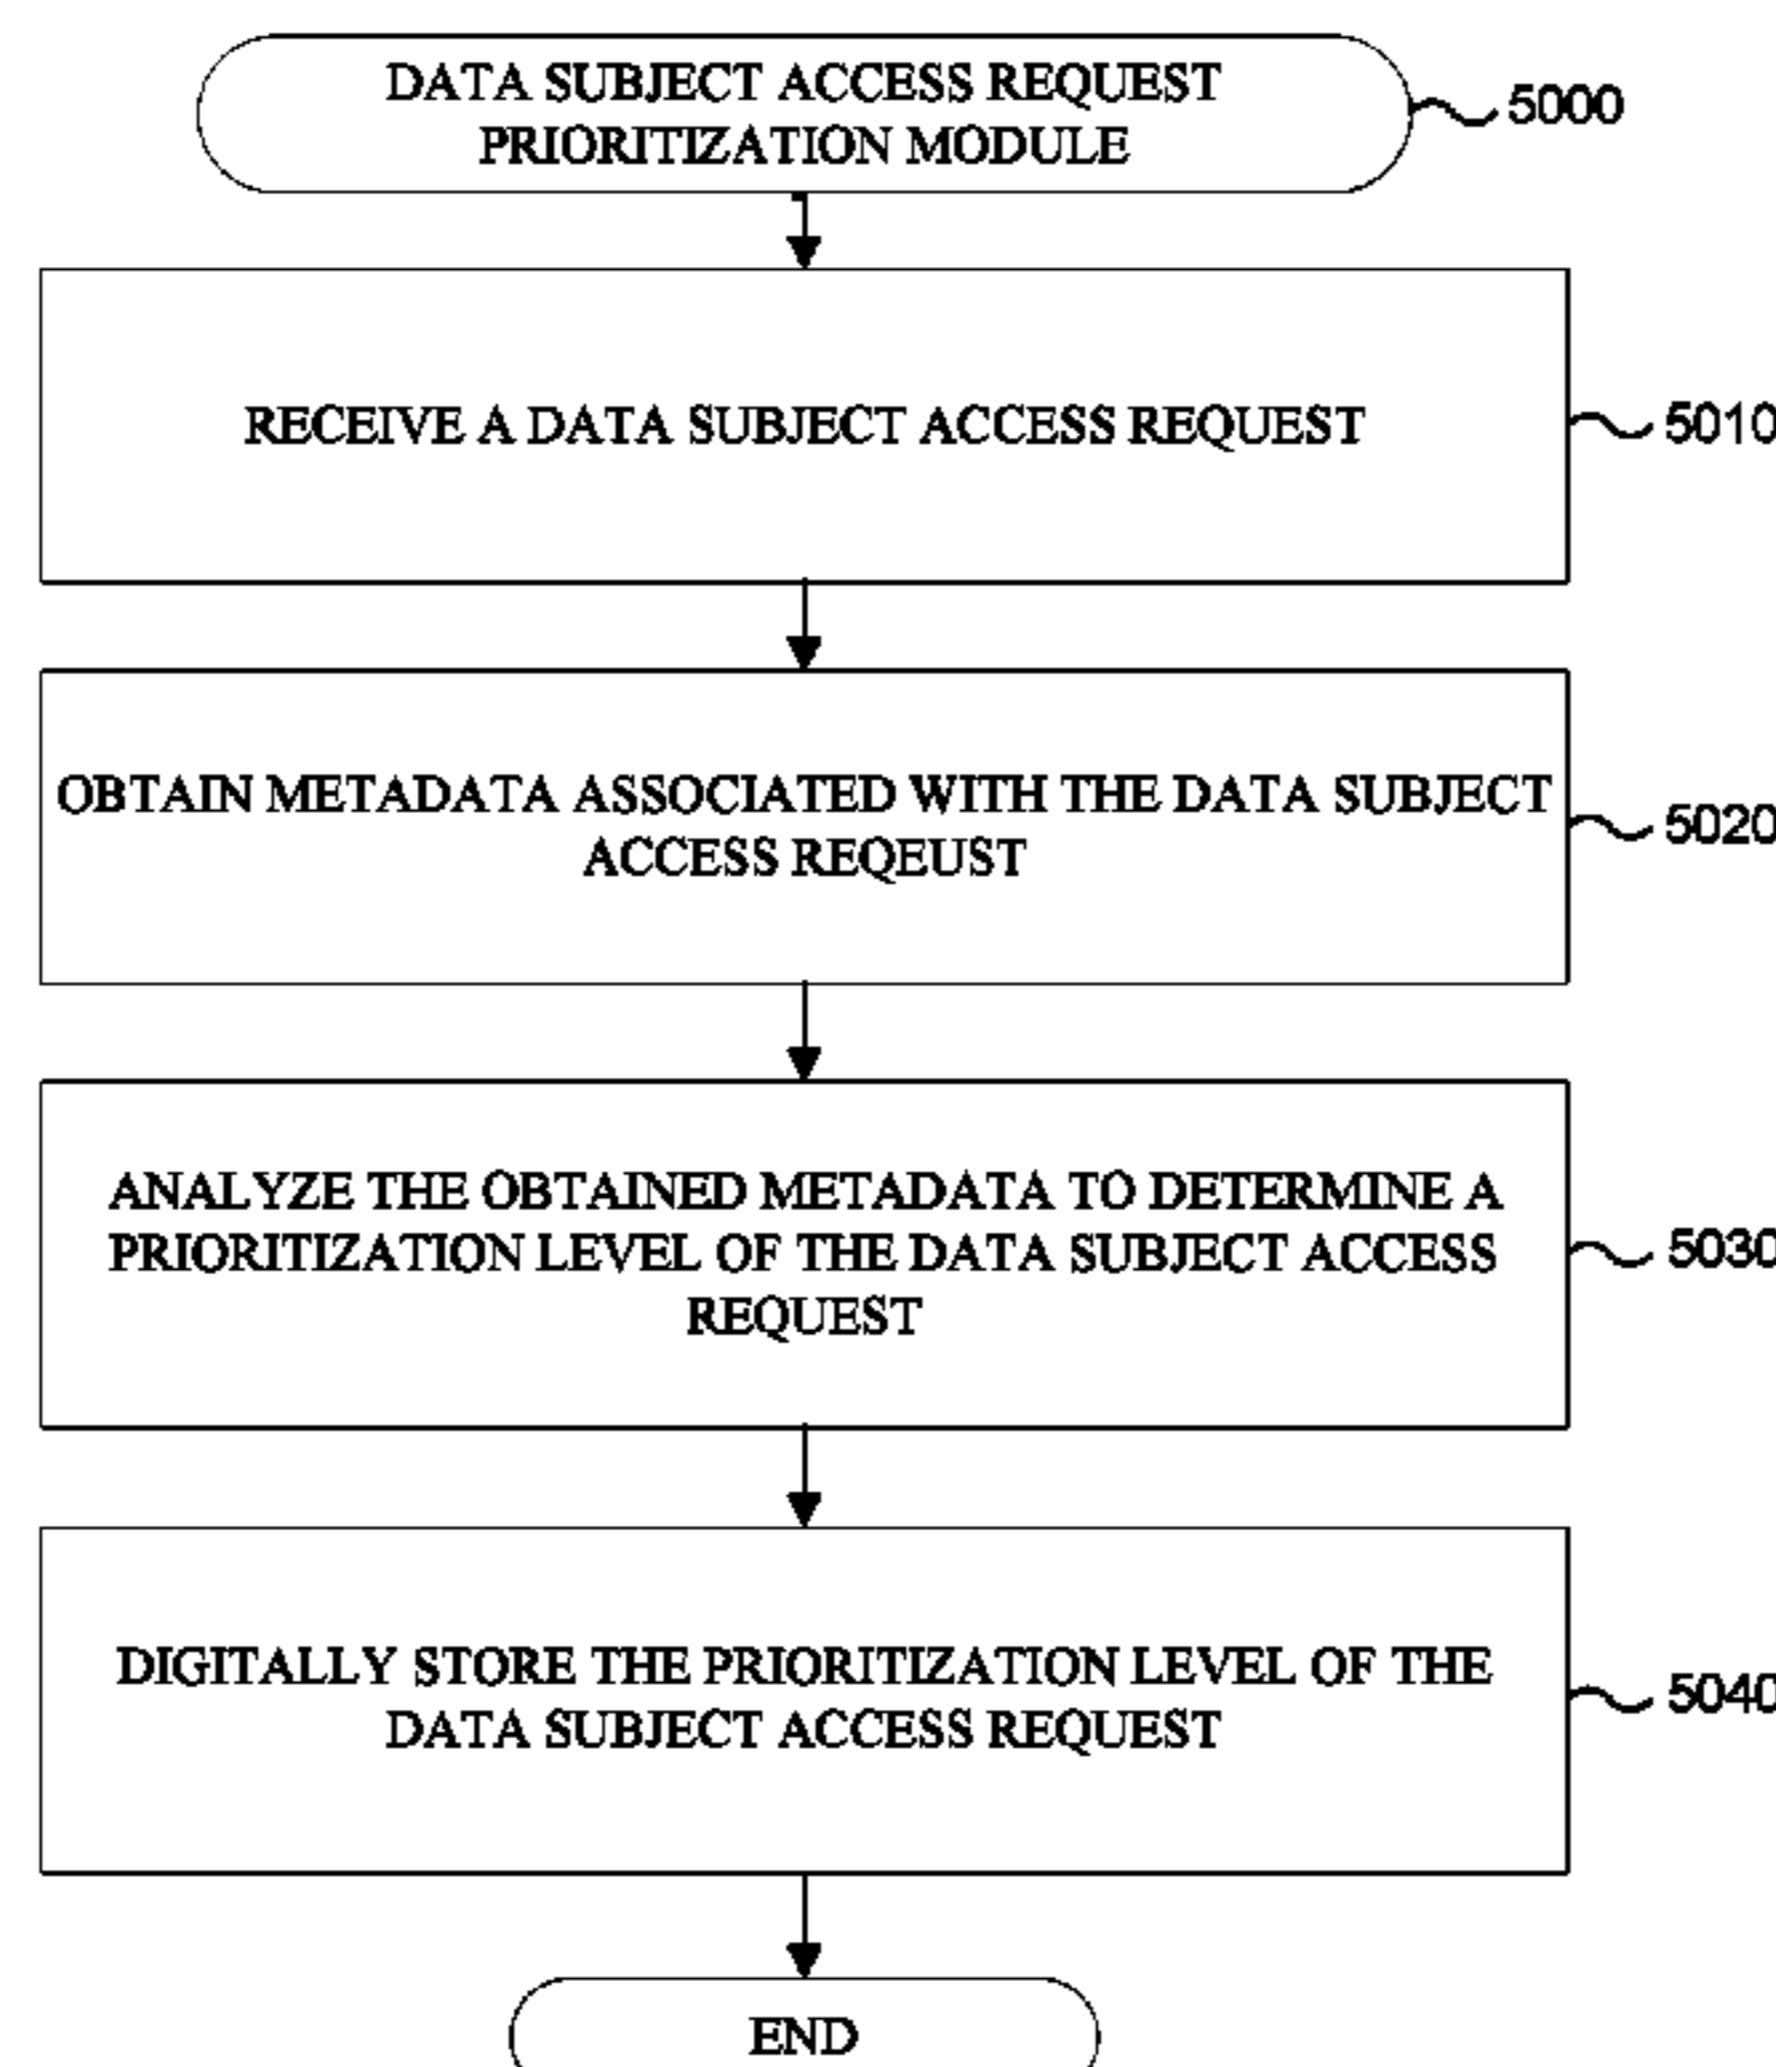 DATA SUBJECT ACCESS REQUEST
PRIORITIZATION MODULE
5000
RECEIVE A DATA SUBJECT ACCESS REQUEST
5010
OBTAIN METADATA ASSOCIATED WITH THE DATA SUBJECT
ACCESS REQEUST
5020
ANALYZE THE OBTAINED METADATA TO DETERMINE A
PRIORITIZATION LEVEL OF THE DATA SUBJECT ACCESS
REQUEST
5030
DIGITALLY STORE THE PRIORITIZATION LEVEL OF THE
DATA SUBJECT ACCESS REQUEST
5040
END